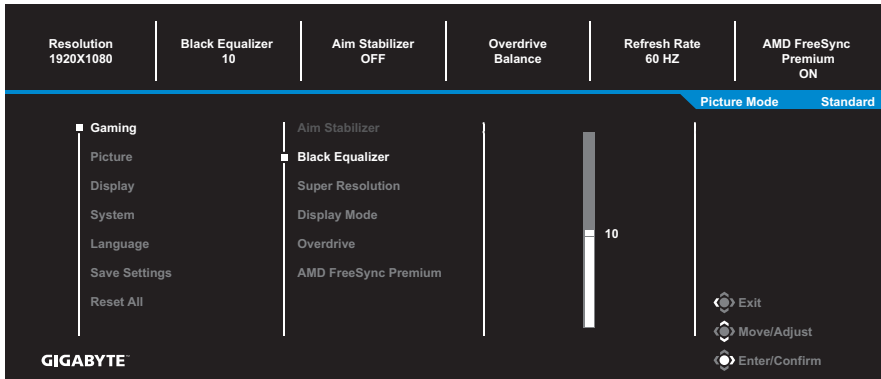 Resolution
1920X1080
Black Equalizer
10
Aim Stabilizer
OFF
Overdrive
Balance
Refresh Rate
60 HZ
AMD FreeSync
Premium
ON
Picture Mode Standard
Gaming
Picture
Display
System
Language
Save Settings
Reset All
Aim Stabilizer
Black Equalizer
Super Resolution
Display Mode
Overdrive
AMD FreeSync Premium
10
Exit
Move/Adjust
Enter/Confirm
GIGABYTE™